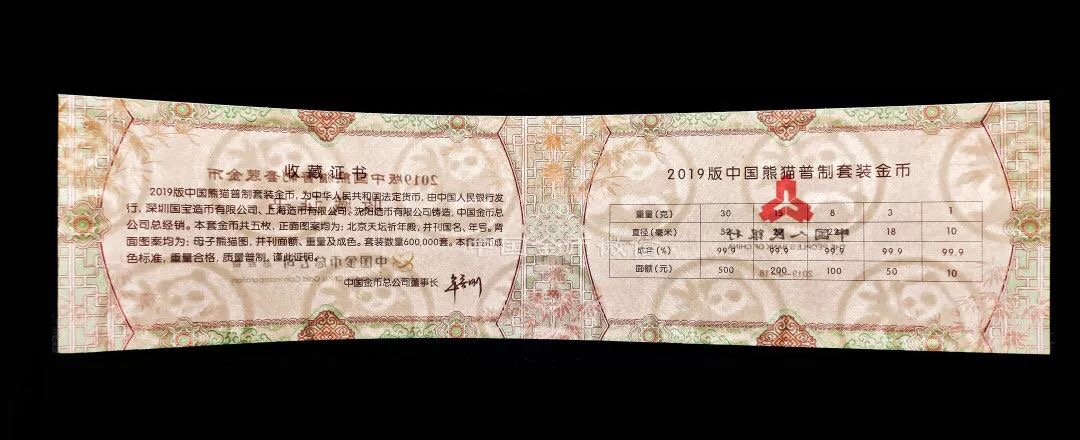 收藏证书
2019版中国熊猫普制套装金币,为中华人民共和国法定货币,由中国人民银行发
行,深圳国宝造币有限公司、上海造币有限公司、沈阳造币有限公司铸造,中国金币总
公司总经销。本套金币共五枚,正面图案均为:北京天坛祈年殿,并刊国名、年号。背
面图案均为:母子熊猫图,并刊面额、重量及成色。套装数量600,000套。本套金币成
色标准,重量合格,质量普制。谨此证明。
中国金币总公司董事长
2019版中国熊猫普制套装金币
重量(克) 30 15 8 3 1
直径(毫米) 32 22 18 10
成色(%) 99.9 99.9 99.9 99.9 99.9
面额(元) 500 200 100 50 10